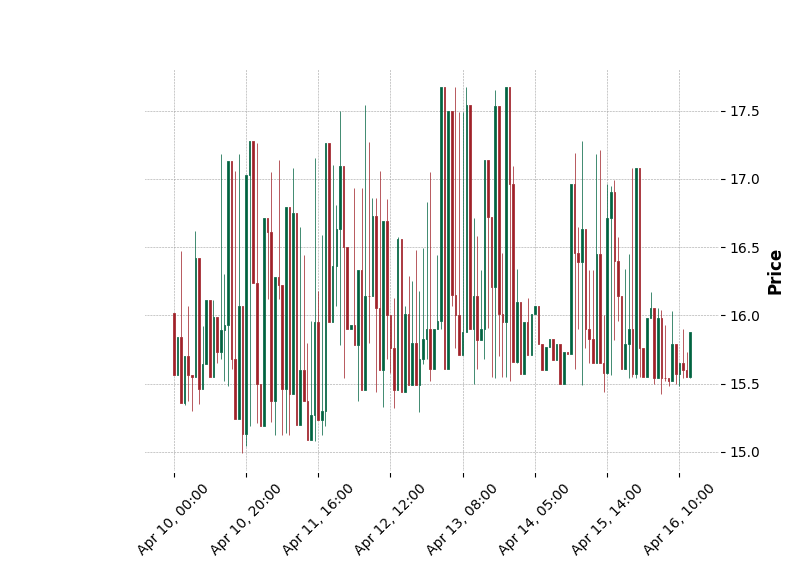 17.5
17.0
16.5
16.0
15.5
15.0
Price
Apr 10, 00:00
Apr 10, 20:00
Apr 11, 16:00
Apr 12, 12:00
Apr 13, 08:00
Apr 14, 05:00
Apr 15, 14:00
Apr 16, 10:00